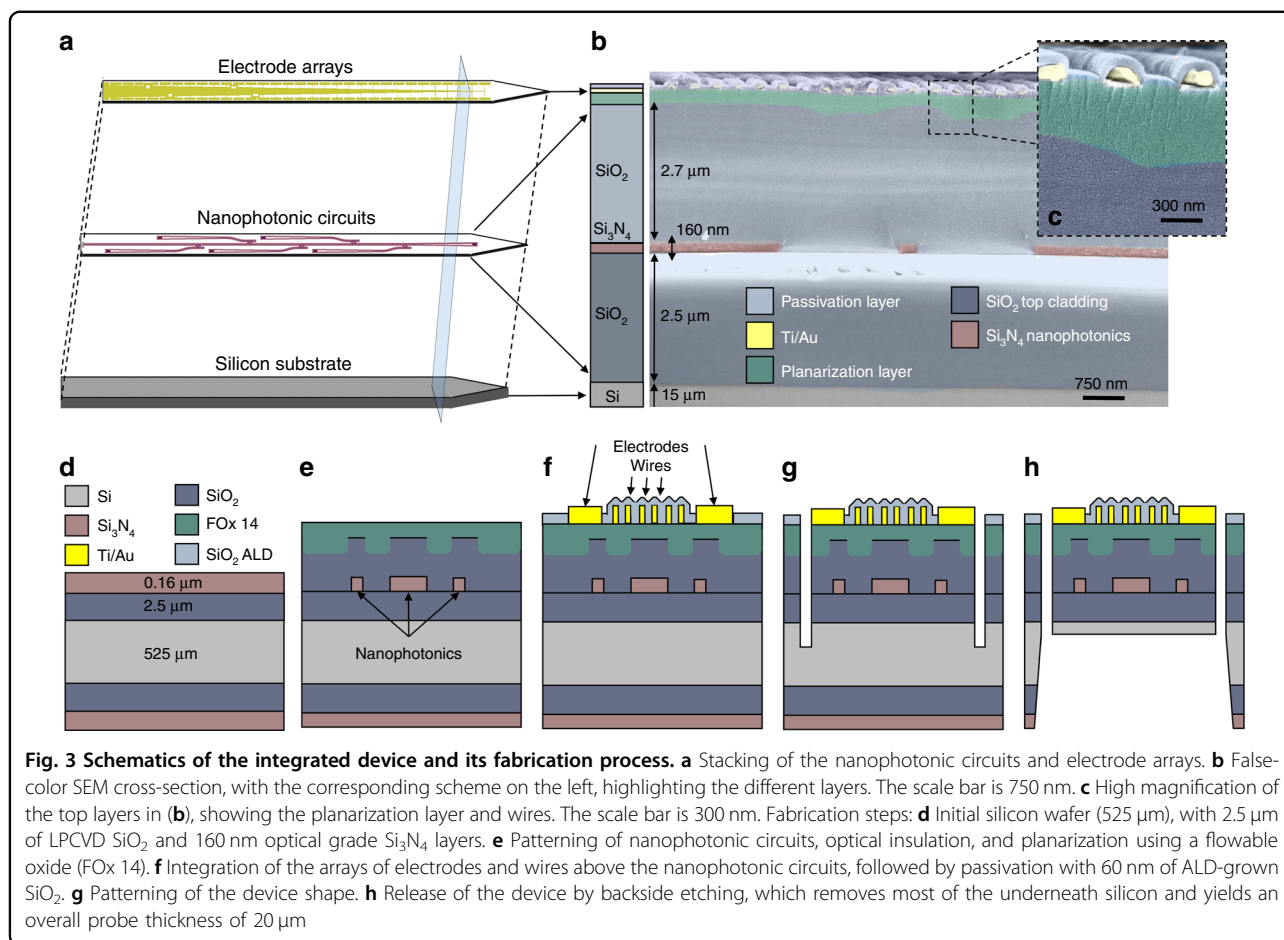 a
Electrode arrays
Nanophotonic circuits
Silicon substrate
b
SiO2
Si3N4
SiO2
Si
2.7 μm
160 nm
2.5 μm
15 μm
Passivation layer
Ti/Au
Planarization layer
SiO2 top cladding
Si3N4 nanophotonics
750 nm
c
300 nm
d
Si
Si3N4
Ti/Au
SiO2
FOx 14
SiO2 ALD
0.16 μm
2.5 μm
525 μm
e
Nanophotonics
f
Electrodes
Wires
g
h
Fig. 3 Schematics of the integrated device and its fabrication process. a Stacking of the nanophotonic circuits and electrode arrays. b False-
color SEM cross-section, with the corresponding scheme on the left, highlighting the different layers. The scale bar is 750 nm. c High magnification of
the top layers in (b), showing the planarization layer and wires. The scale bar is 300 nm. Fabrication steps: d Initial silicon wafer (525 μm), with 2.5 μm
of LPCVD SiO2 and 160 nm optical grade Si3N4 layers. e Patterning of nanophotonic circuits, optical insulation, and planarization using a flowable
oxide (FOx 14). f Integration of the arrays of electrodes and wires above the nanophotonic circuits, followed by passivation with 60 nm of ALD-grown
SiO2. g Patterning of the device shape. h Release of the device by backside etching, which removes most of the underneath silicon and yields an
overall probe thickness of 20 μm